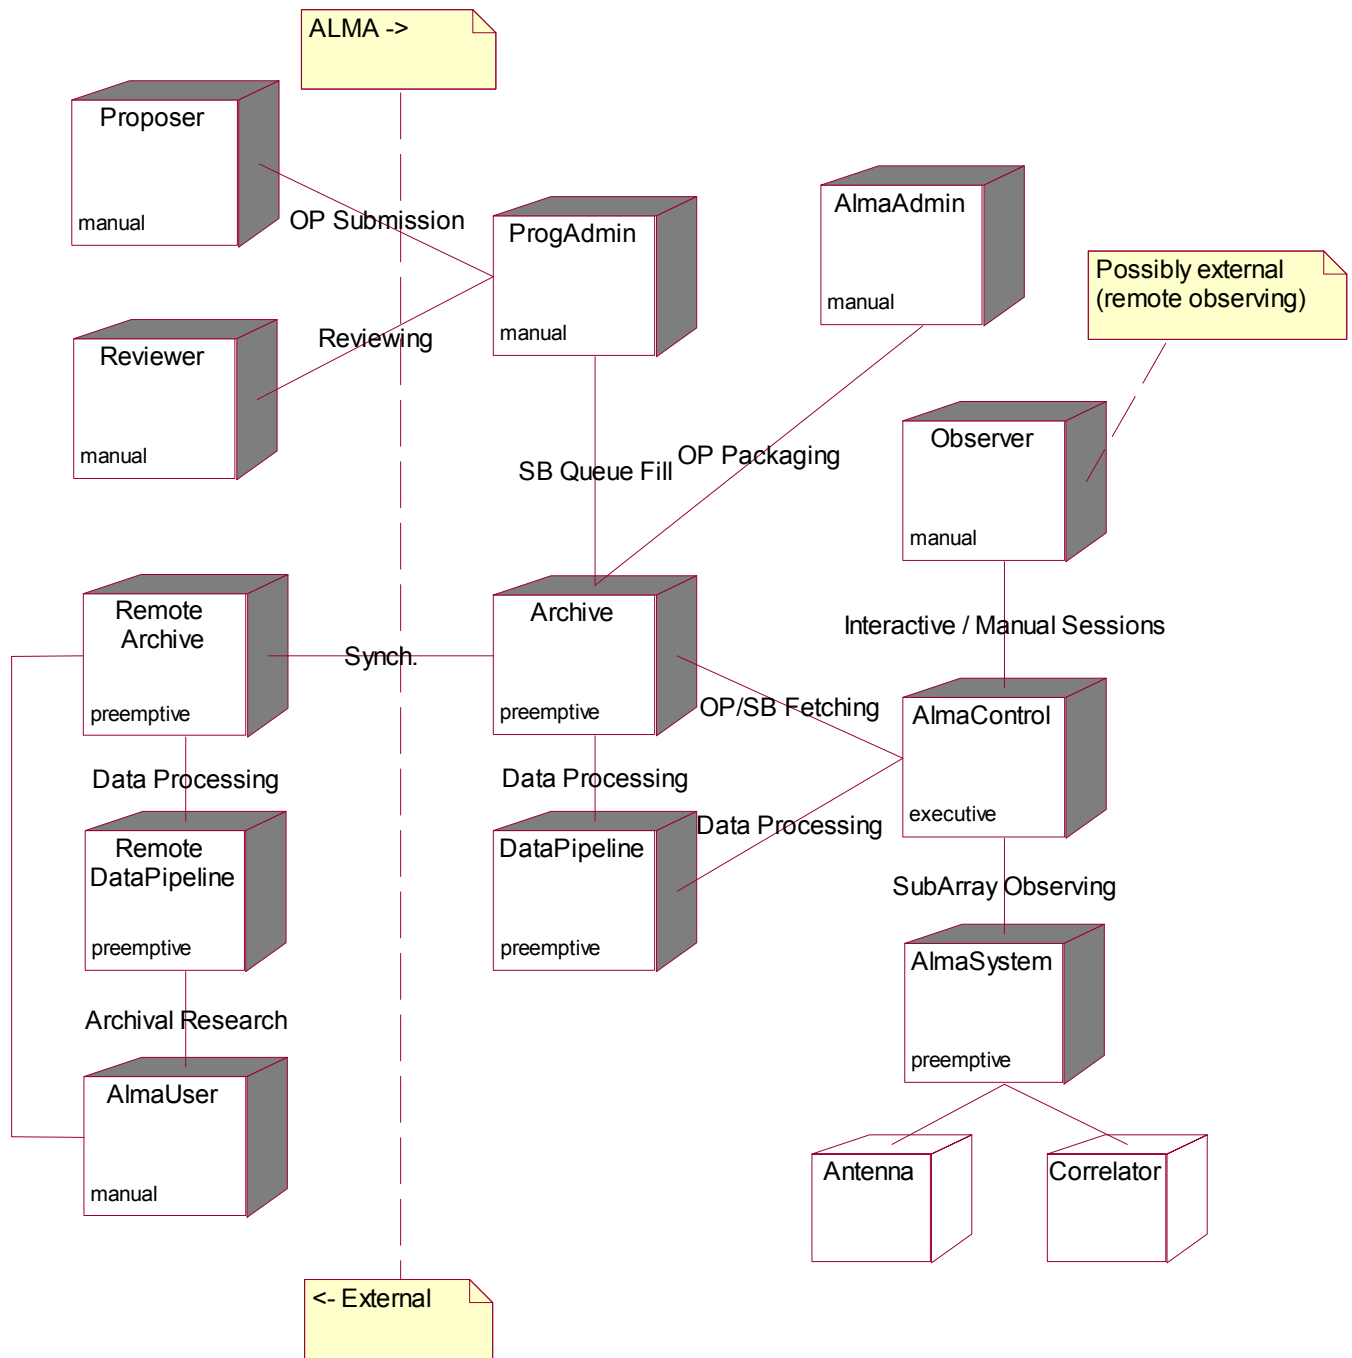 ALMA ->
Proposer
manual
OP Submission
ProgAdmin
manual
AlmaAdmin
manual
Possibly external
(remote observing)
Reviewing
Reviewer
manual
SB Queue Fill
OP Packaging
Observer
manual
Remote
Archive
preemptive
Synch.
Archive
preemptive
Interactive / Manual Sessions
OP/SB Fetching
AlmaControl
executive
Data Processing
Data Processing
Data Processing
Remote
DataPipeline
preemptive
DataPipeline
preemptive
SubArray Observing
AlmaSystem
preemptive
Archival Research
AlmaUser
manual
Antenna
Correlator
<- External